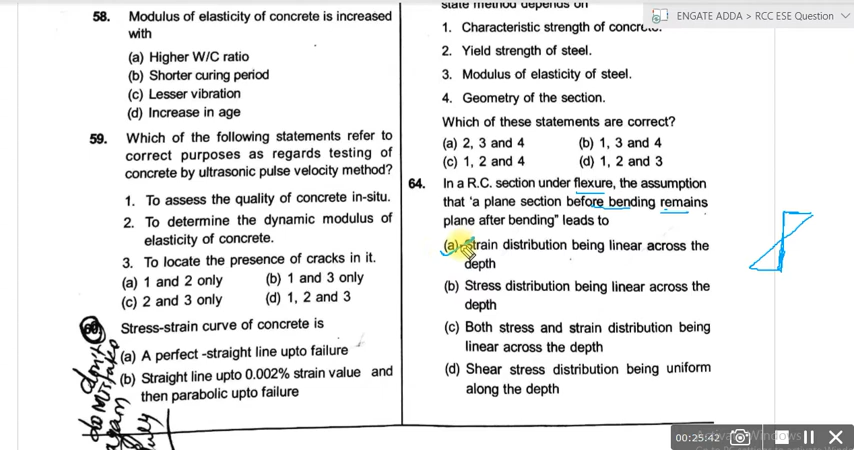 58. Modulus of elasticity of concrete is increased
with
(a) Higher W/C ratio
(b) Shorter curing period
(c) Lesser vibration
(d) Increase in age
59. Which of the following statements refer to
correct purposes as regards testing of
concrete by ultrasonic pulse velocity method?
1. To assess the quality of concrete in-situ.
2. To determine the dynamic modulus of
elasticity of concrete.
3. To locate the presence of cracks in it.
(a) 1 and 2 only (b) 1 and 3 only
(c) 2 and 3 only (d) 1, 2 and 3
60. Stress-strain curve of concrete is
(a) A perfect -straight line upto failure
(b) Straight line upto 0.002% strain value and
then parabolic upto failure
don't
do Mistake
again
state method depends on
1. Characteristic strength of concrete.
2. Yield strength of steel.
3. Modulus of elasticity of steel.
4. Geometry of the section.
Which of these statements are correct?
(a) 2, 3 and 4 (b) 1, 3 and 4
(c) 1, 2 and 4 (d) 1, 2 and 3
64. In a R.C. section under flexure, the assumption
that 'a plane section before bending remains
plane after bending" leads to
(a) Strain distribution being linear across the
depth
(b) Stress distribution being linear across the
depth
(c) Both stress and strain distribution being
linear across the depth
(d) Shear stress distribution being uniform
along the depth
ENGATE ADDA > RCC ESE Question
00:25:42